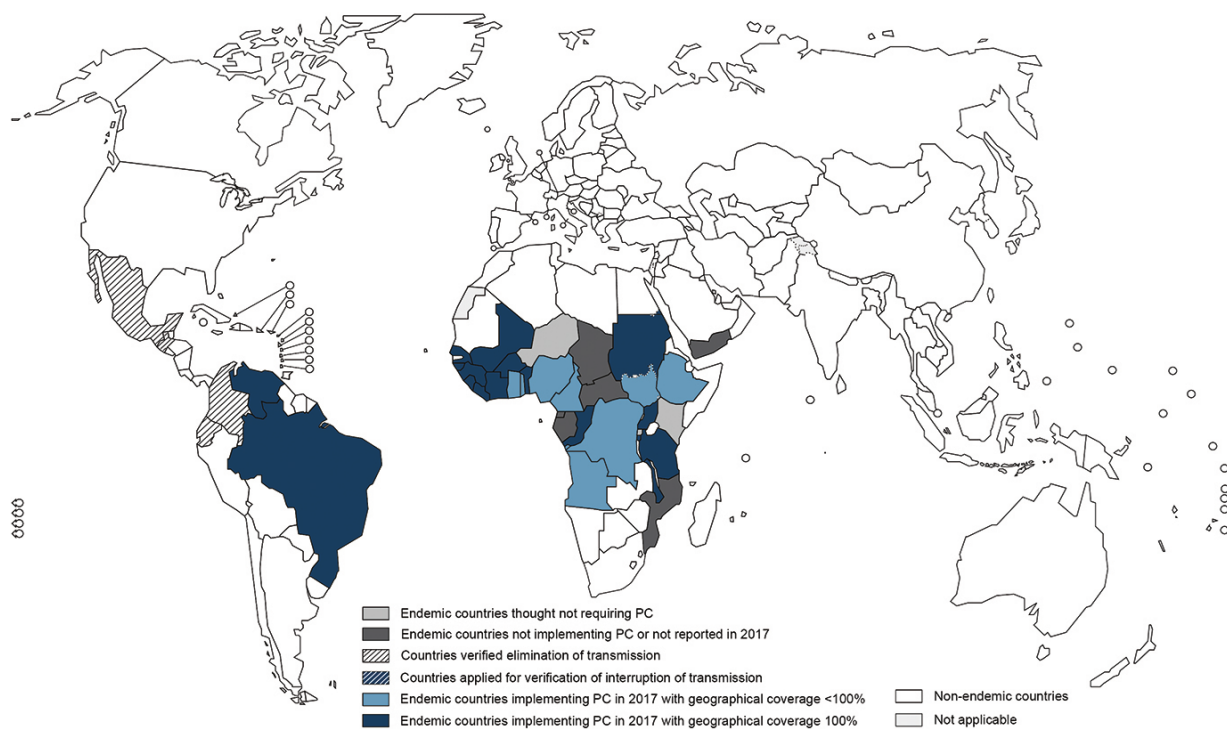 Endemic countries thought not requiring PC
Endemic countries not implementing PC or not reported in 2017
Countries verified elimination of transmission
Countries applied for verification of interruption of transmission
Endemic countries implementing PC in 2017 with geographical coverage <100%
Endemic countries implementing PC in 2017 with geographical coverage 100%
Non-endemic countries
Not applicable